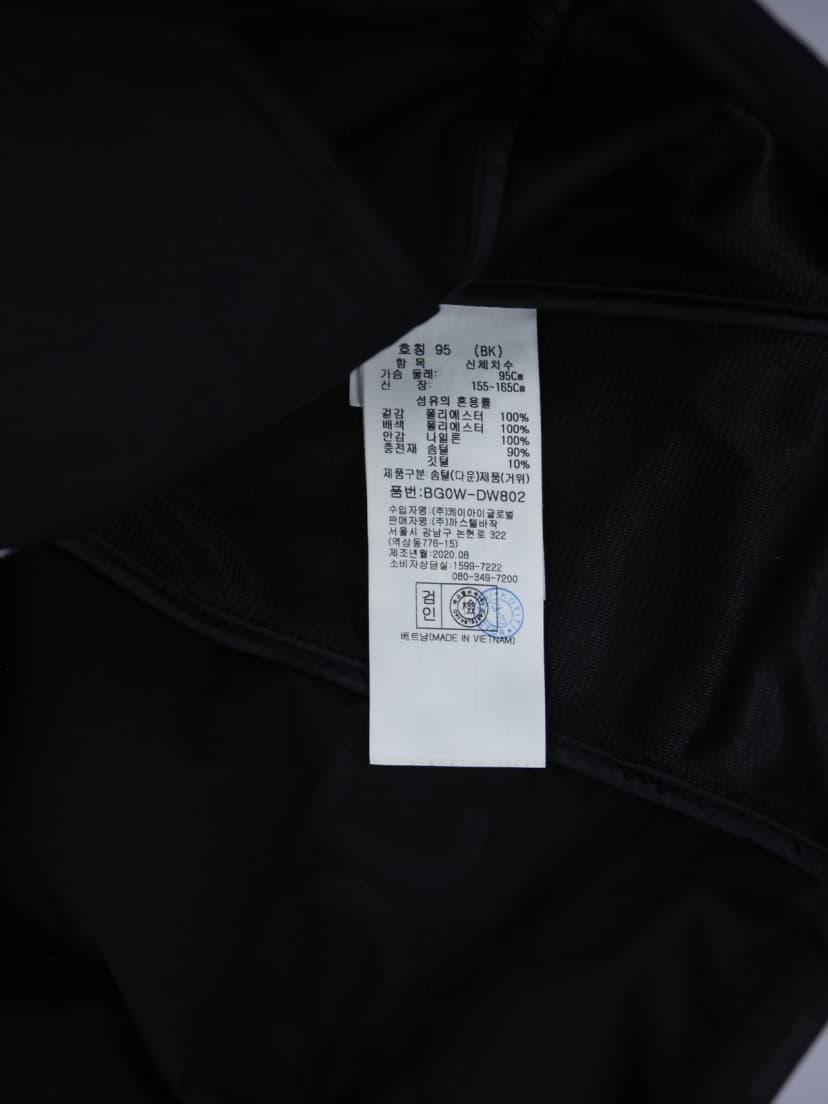 호칭 95 (BK)
항 목 신체치수
가슴 둘레: 95Cm
신 장: 155~165Cm
섬유의 혼용률
겉감 폴리에스터 100%
배색 폴리에스터 100%
안감 나일론 100%
충전재 솜털 90%
깃털 10%
제품구분:솜털(다운)제품(거위)
품번:BG0W-DW802
수입자명:(주)케이아이글로벌
판매자명:(주)까스텔바작
서울시 강남구 논현로 322
(역삼동776-15)
제조년월:2020.08
소비자상담실:1599-7222
080-349-7200
검인
베트남(MADE IN VIETNAM)